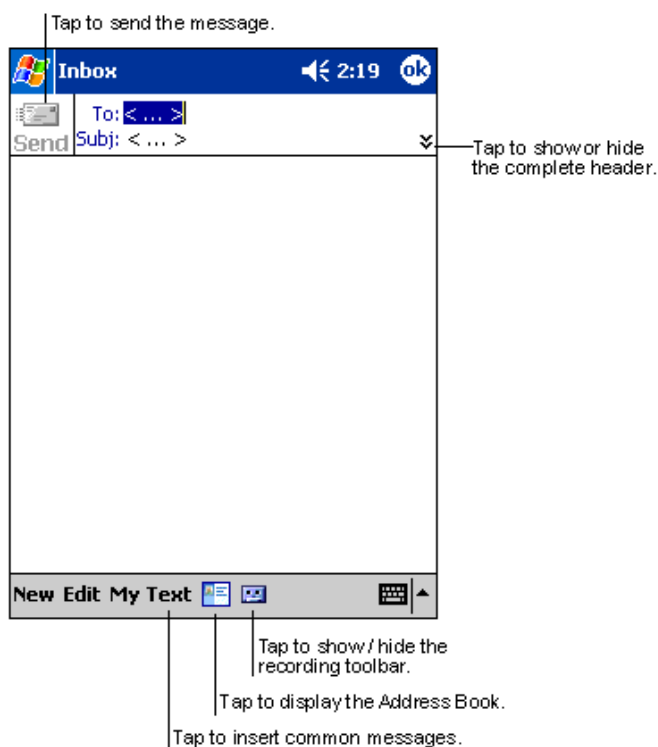 Tap to send the message.
Inbox 2:19 ok
To: < ... >
Send Subj: < ... >
Tap to show or hide
the complete header.
New Edit My Text
Tap to show / hide the
recording toolbar.
Tap to display the Address Book.
Tap to insert common messages.